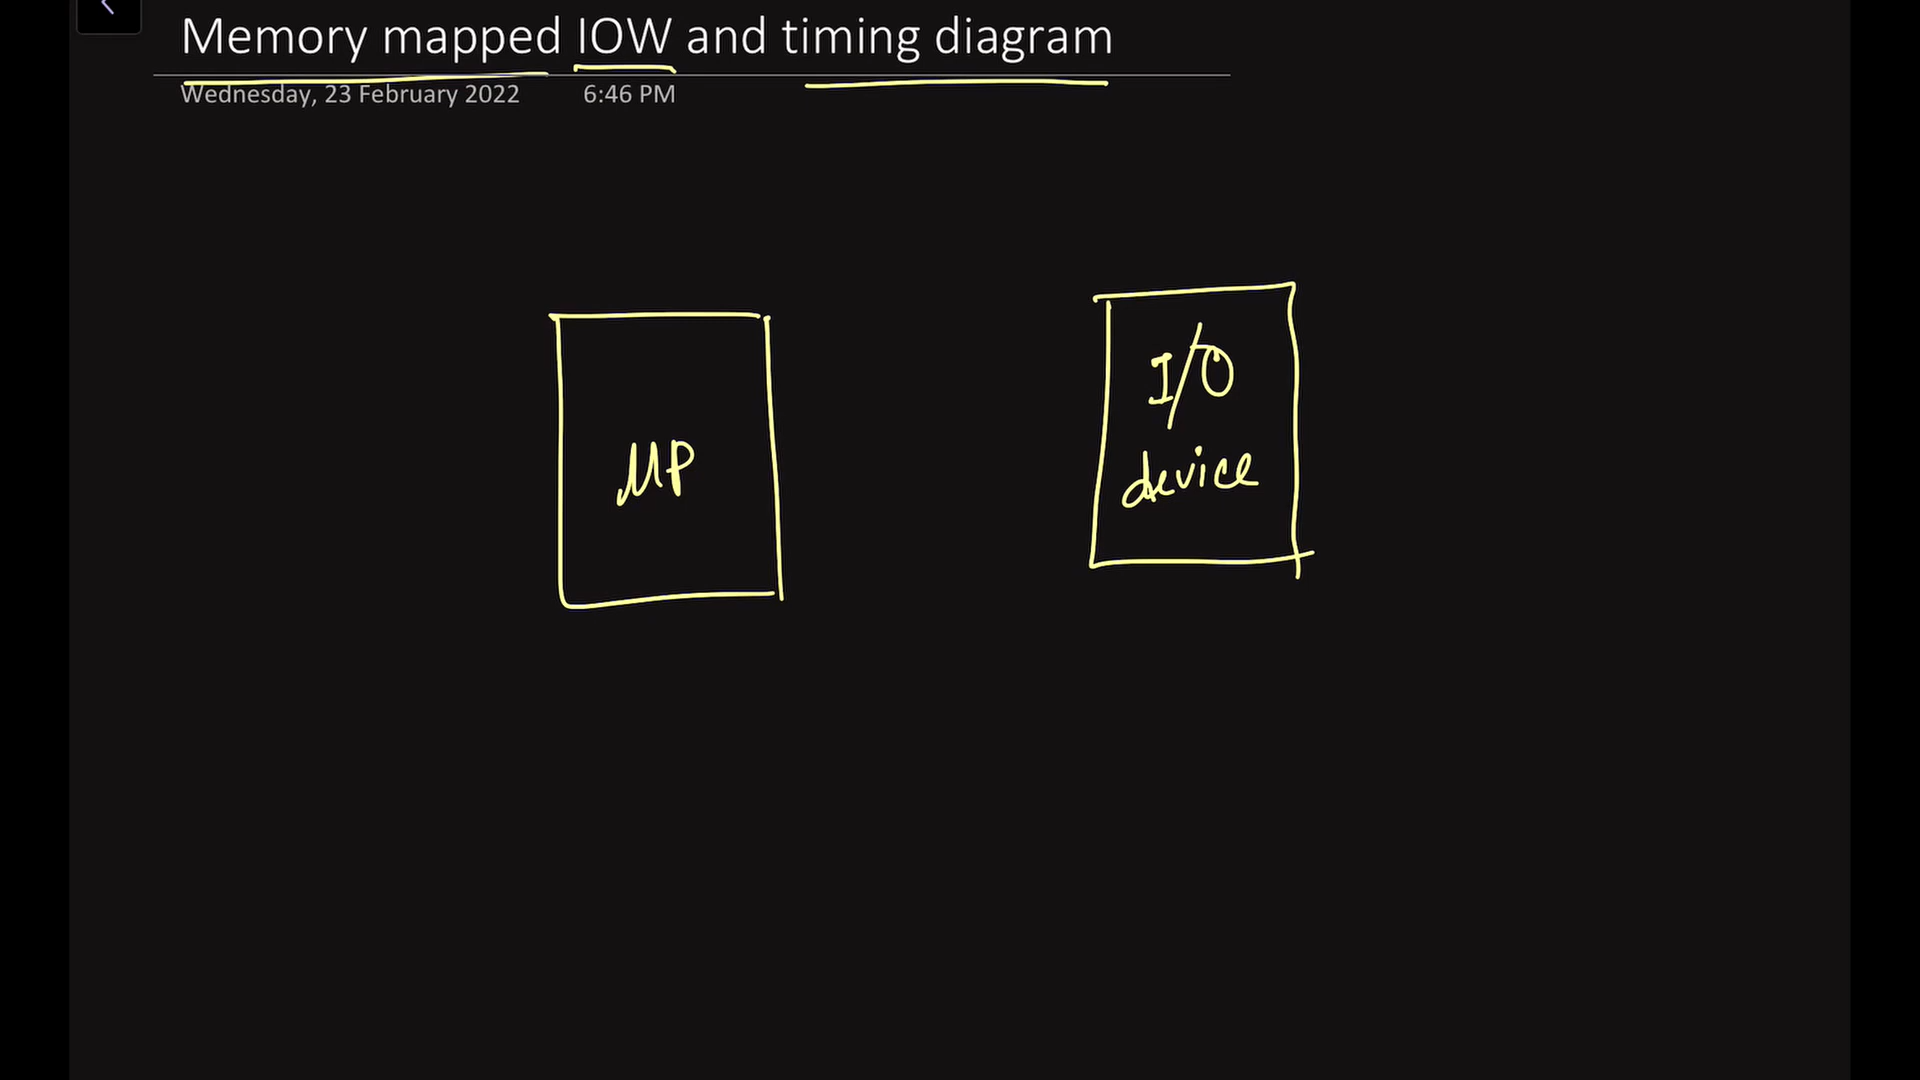 Memory mapped IOW and timing diagram
Wednesday, 23 February 2022 6:46 PM
I/O
MP
device